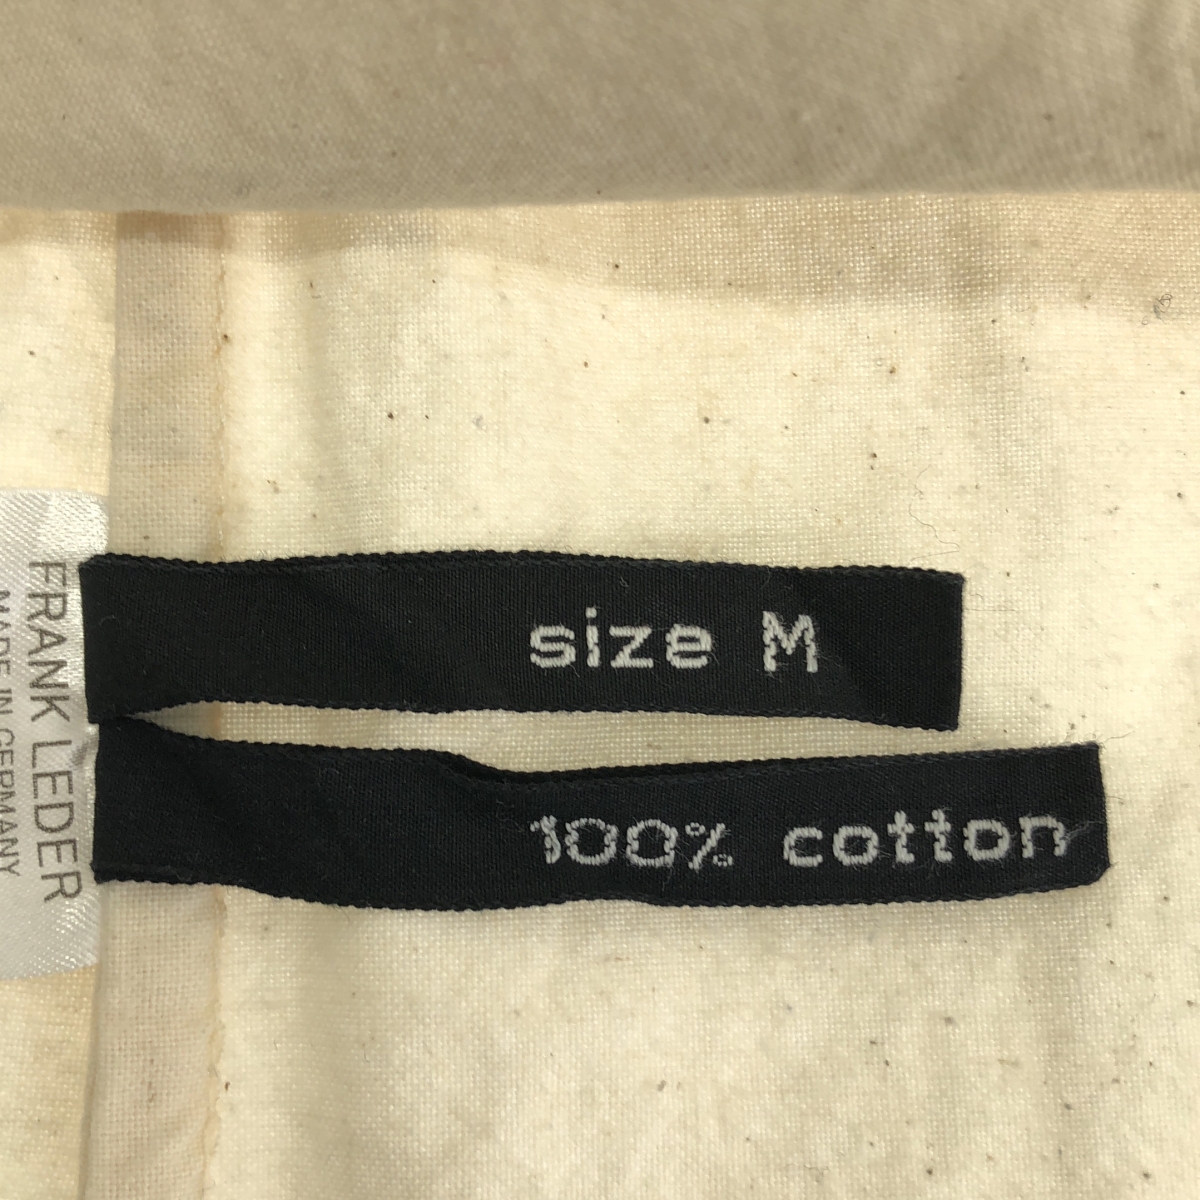 size M
100% cotton
FRANK LEDER
MADE IN GERMANY